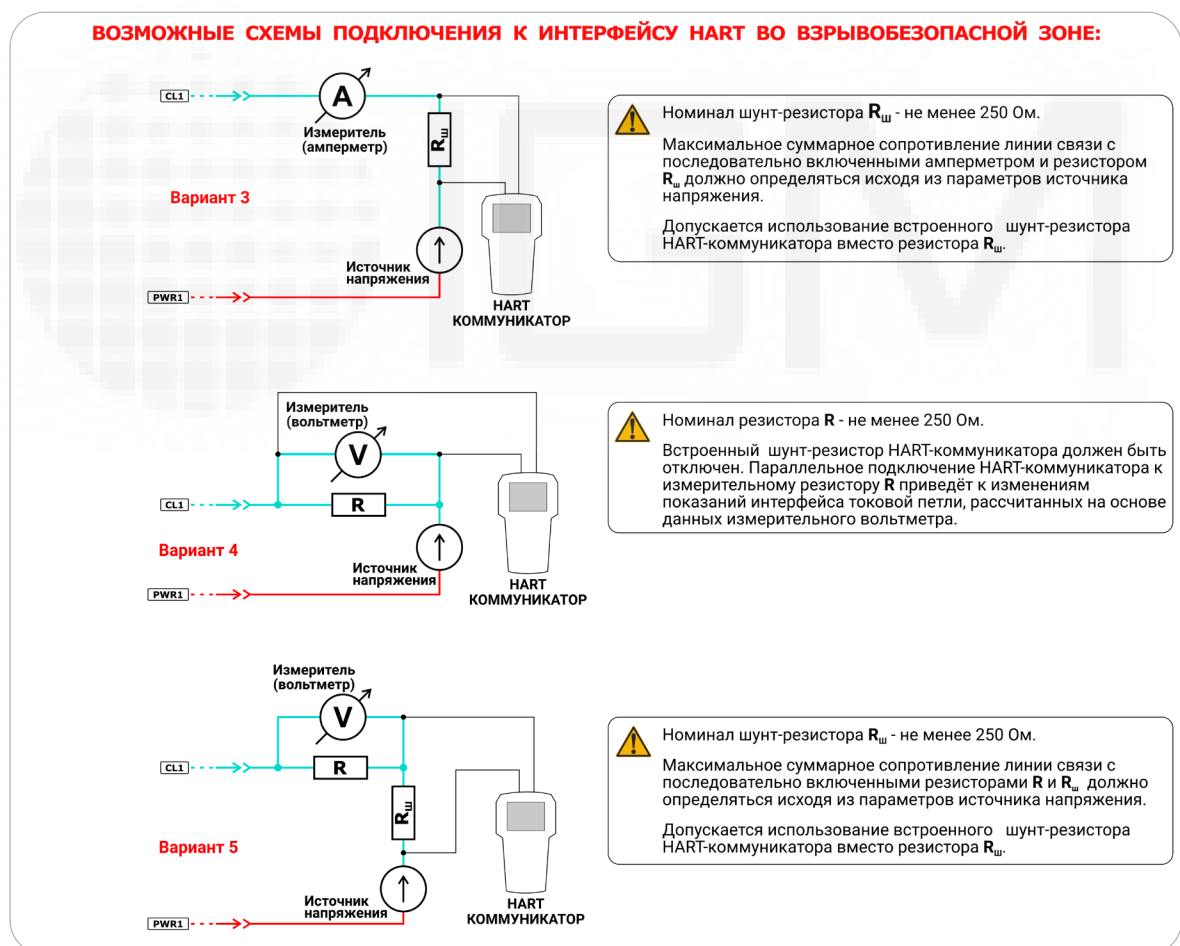 ВОЗМОЖНЫЕ СХЕМЫ ПОДКЛЮЧЕНИЯ К ИНТЕРФЕЙСУ HART ВО ВЗРЫВОБЕЗОПАСНОЙ ЗОНЕ:
CL1
A
Измеритель
(амперметр)
Rш
Вариант 3
Источник
напряжения
PWR1
HART
КОММУНИКАТОР
Номинал шунт-резистора Rш - не менее 250 Ом.
Максимальное суммарное сопротивление линии связи с
последовательно включенными амперметром и резистором
Rш должно определяться исходя из параметров источника
напряжения.
Допускается использование встроенного шунт-резистора
HART-коммуникатора вместо резистора Rш.
Измеритель
(вольтметр)
V
CL1
R
Вариант 4
Источник
напряжения
PWR1
HART
КОММУНИКАТОР
Номинал резистора R - не менее 250 Ом.
Встроенный шунт-резистор HART-коммуникатора должен быть
отключен. Параллельное подключение HART-коммуникатора к
измерительному резистору R приведёт к изменениям
показаний интерфейса токовой петли, рассчитанных на основе
данных измерительного вольтметра.
Измеритель
(вольтметр)
V
CL1
R
Rш
Вариант 5
Источник
напряжения
PWR1
HART
КОММУНИКАТОР
Номинал шунт-резистора Rш - не менее 250 Ом.
Максимальное суммарное сопротивление линии связи с
последовательно включенными резисторами R и Rш должно
определяться исходя из параметров источника напряжения.
Допускается использование встроенного шунт-резистора
HART-коммуникатора вместо резистора Rш.